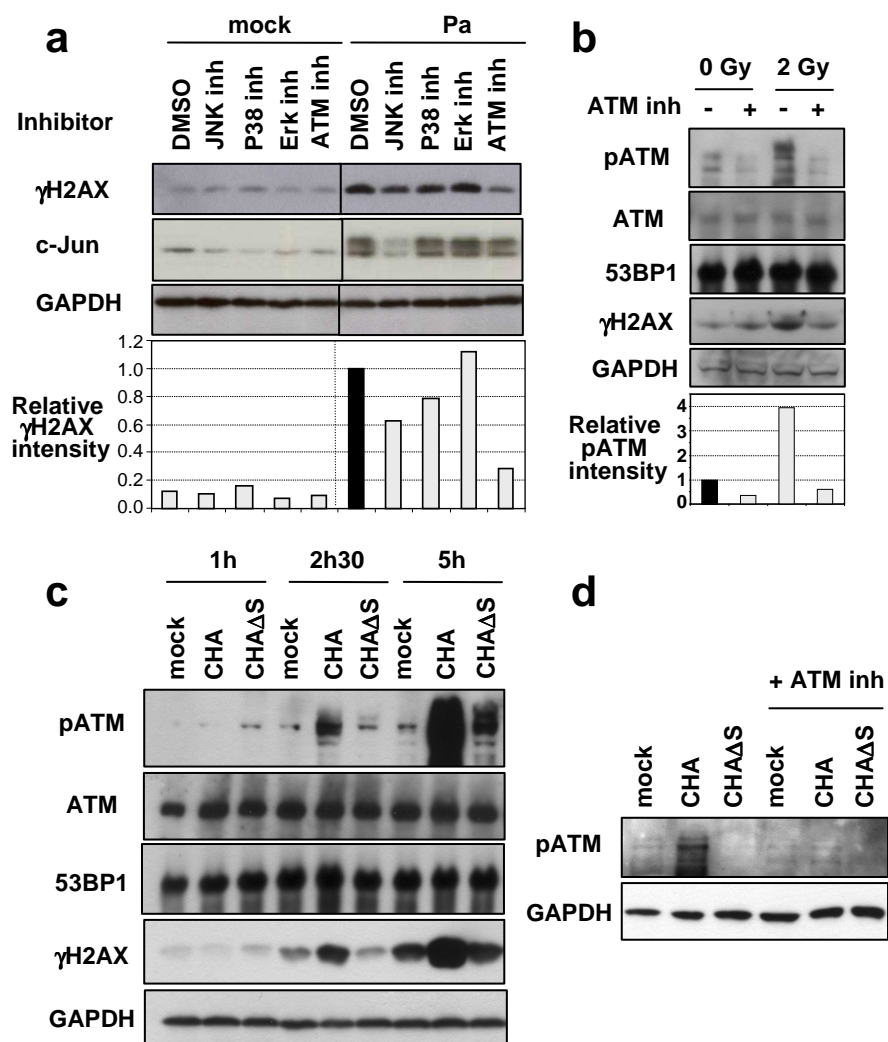 a
mock
Pa
Inhibitor
DMSO
JNK inh
P38 inh
Erk inh
ATM inh
DMSO
JNK inh
P38 inh
Erk inh
ATM inh
γH2AX
c-Jun
GAPDH
Relative
γH2AX
intensity
1.2
1.0
0.8
0.6
0.4
0.2
0.0
b
0 Gy
2 Gy
ATM inh
-
+
-
+
pATM
ATM
53BP1
γH2AX
GAPDH
Relative
pATM
intensity
4
3
2
1
0
c
1h
2h30
5h
mock
CHA
CHAΔS
mock
CHA
CHAΔS
mock
CHA
CHAΔS
pATM
ATM
53BP1
γH2AX
GAPDH
d
+ ATM inh
mock
CHA
CHAΔS
mock
CHA
CHAΔS
pATM
GAPDH